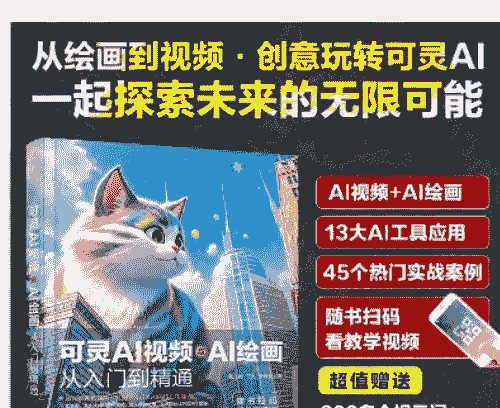 从绘画到视频·创意玩转可灵AI
一起探索未来的无限可能
AI视频+AI绘画
13大AI工具应用
45个热门实战案例
随书扫码
看教学视频
超值赠送
可灵AI视频 AI绘画
从入门到精通